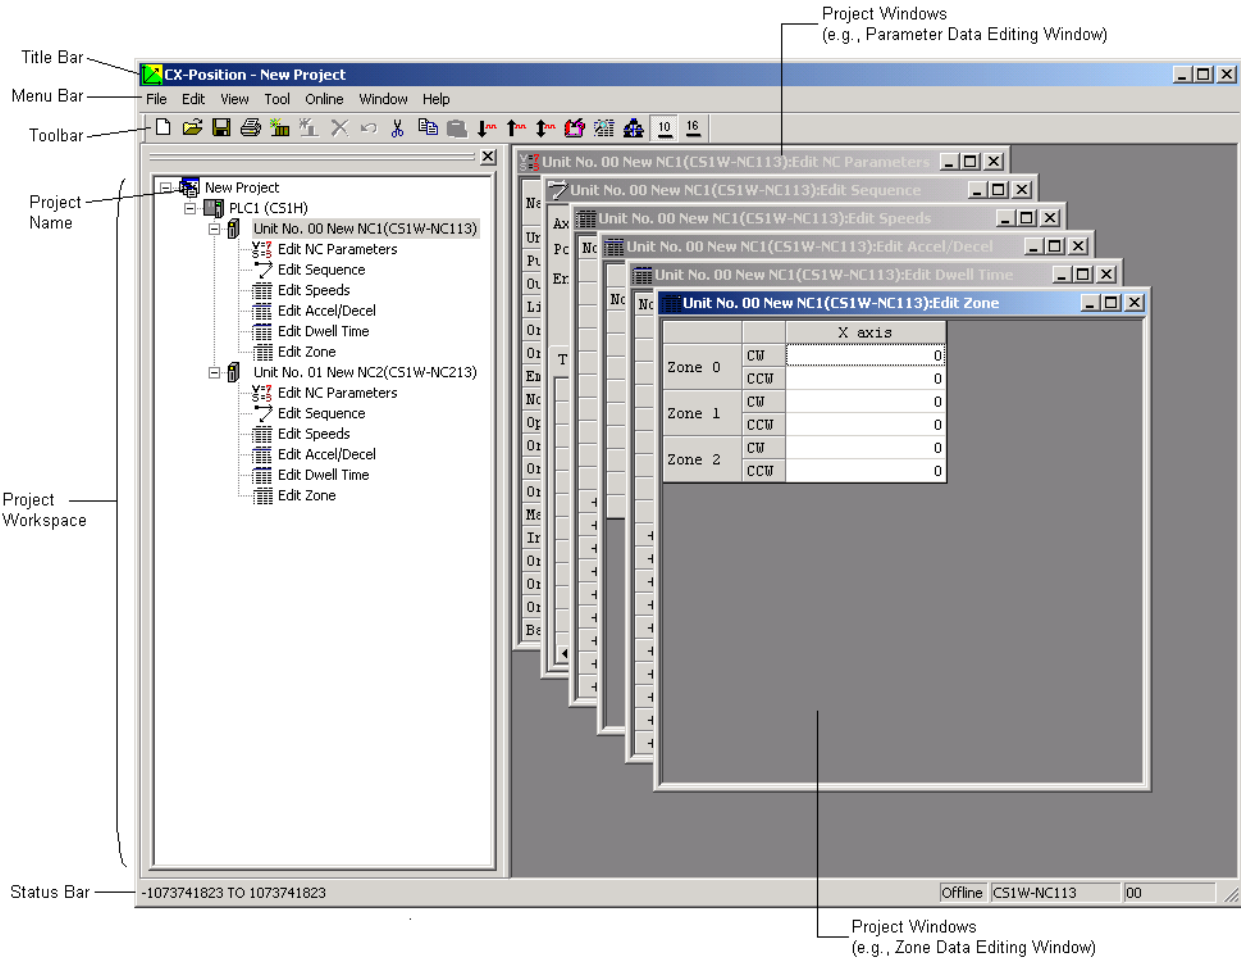 Project Windows
(e.g., Parameter Data Editing Window)
Title Bar
CX-Position - New Project
Menu Bar
File Edit View Tool Online Window Help
Toolbar
10 16
Project
Name
New Project
PLC1 (CS1H)
Unit No. 00 New NC1(CS1W-NC113)
Edit NC Parameters
Edit Sequence
Edit Speeds
Edit Accel/Decel
Edit Dwell Time
Edit Zone
Unit No. 01 New NC2(CS1W-NC213)
Edit NC Parameters
Edit Sequence
Edit Speeds
Edit Accel/Decel
Edit Dwell Time
Edit Zone
Project
Workspace
Unit No. 00 New NC1(CS1W-NC113):Edit NC Parameters
Unit No. 00 New NC1(CS1W-NC113):Edit Sequence
Unit No. 00 New NC1(CS1W-NC113):Edit Speeds
Unit No. 00 New NC1(CS1W-NC113):Edit Accel/Decel
Unit No. 00 New NC1(CS1W-NC113):Edit Dwell Time
Unit No. 00 New NC1(CS1W-NC113):Edit Zone
X axis
Zone 0 CW 0
CCW 0
Zone 1 CW 0
CCW 0
Zone 2 CW 0
CCW 0
Status Bar
-1073741823 TO 1073741823
Offline CS1W-NC113 00
Project Windows
(e.g., Zone Data Editing Window)